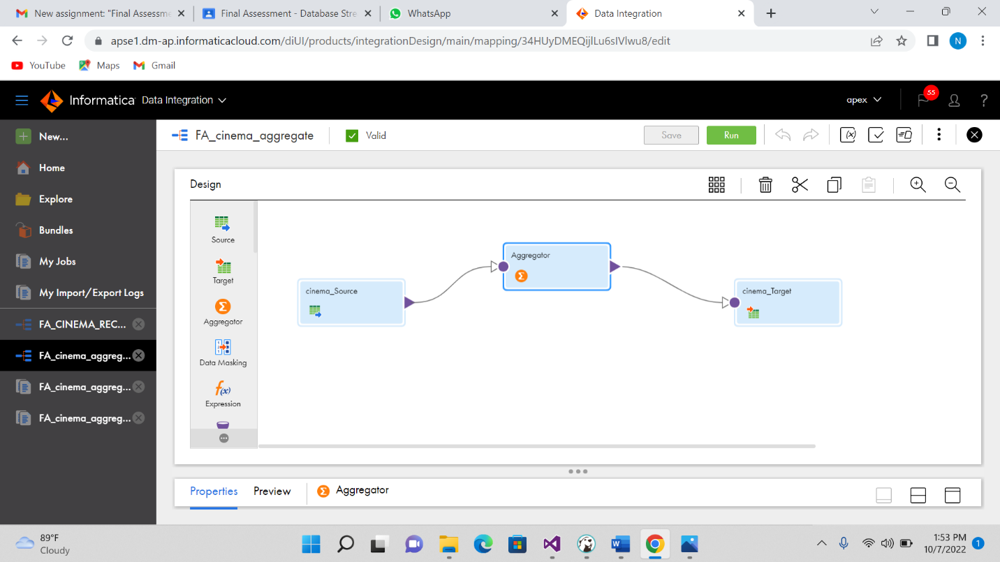 New assignment: "Final Assessme
Final Assessment - Database Stre
WhatsApp
Data Integration
apse1.dm-ap.informaticacloud.com/diUI/products/integrationDesign/main/mapping/34HUyDMEQijlLu6sIVlwu8/edit
N
YouTube
Maps
Gmail
Informatica
Data Integration
apex
55
?
New...
Home
Explore
Bundles
My Jobs
My Import/Export Logs
FA_CINEMA_REC...
FA_cinema_aggreg...
FA_cinema_aggreg...
FA_cinema_aggreg...
FA_cinema_aggregate
Valid
Save
Run
Design
Source
Target
Aggregator
Data Masking
Expression
cinema_Source
Aggregator
cinema_Target
Properties
Preview
Aggregator
89°F
Cloudy
1:53 PM
10/7/2022
1